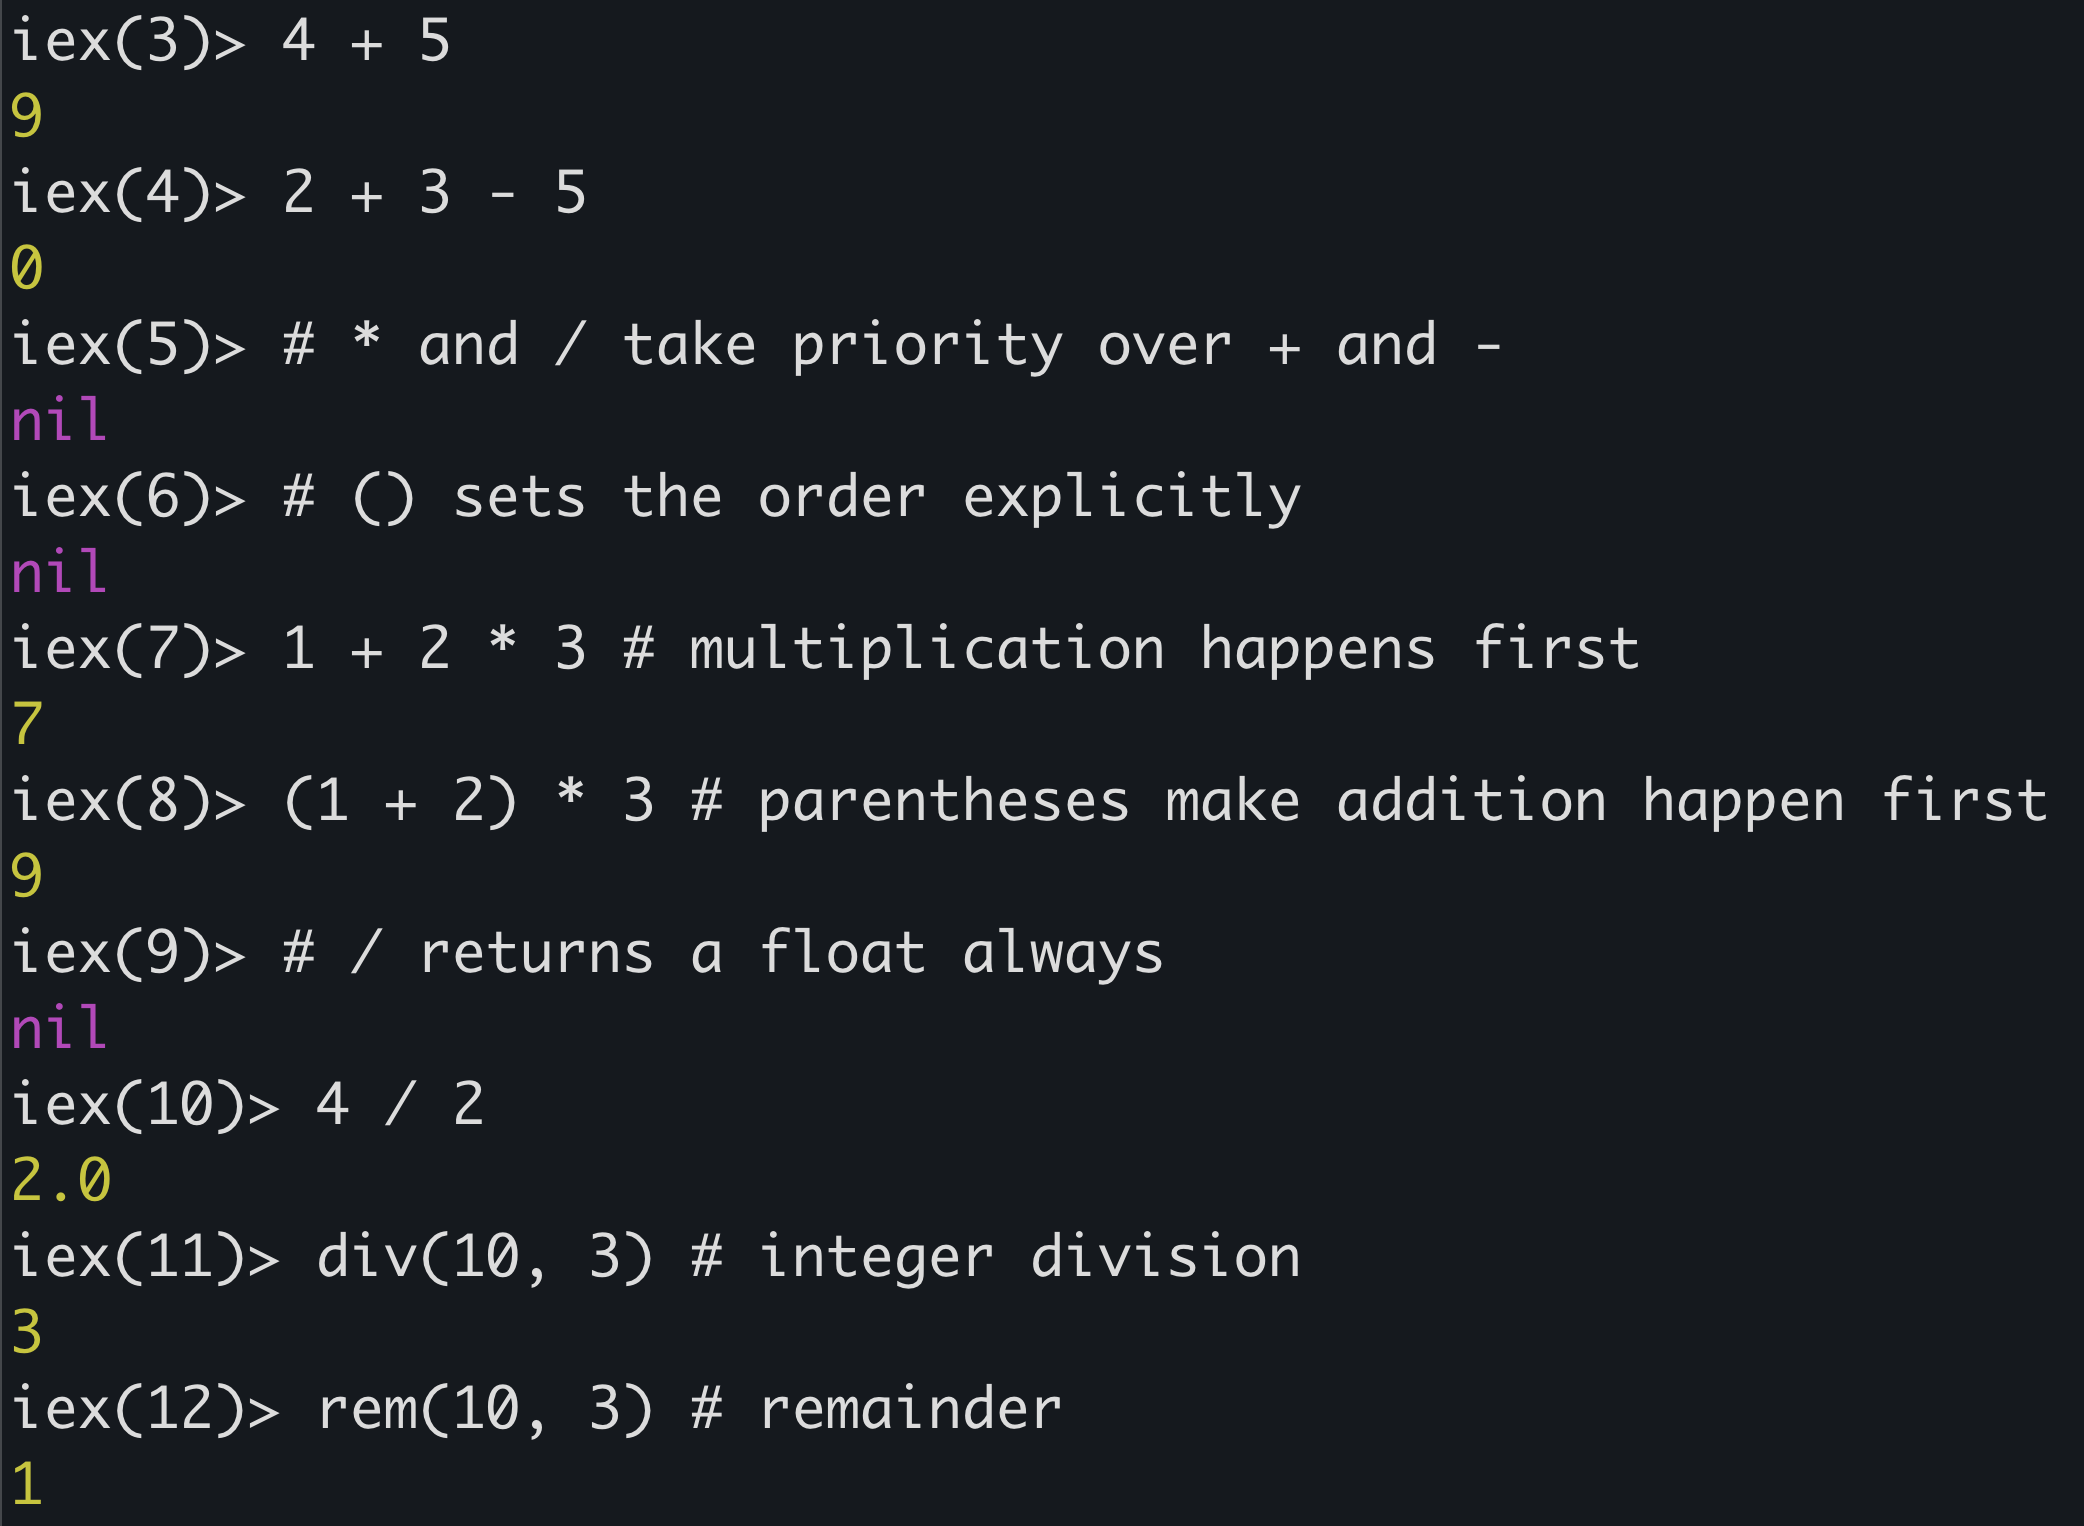 iex(3)> 4 + 5
9
iex(4)> 2 + 3 - 5
0
iex(5)> # * and / take priority over + and -
nil
iex(6)> # () sets the order explicitly
nil
iex(7)> 1 + 2 * 3 # multiplication happens first
7
iex(8)> (1 + 2) * 3 # parentheses make addition happen first
9
iex(9)> # / returns a float always
nil
iex(10)> 4 / 2
2.0
iex(11)> div(10, 3) # integer division
3
iex(12)> rem(10, 3) # remainder
1